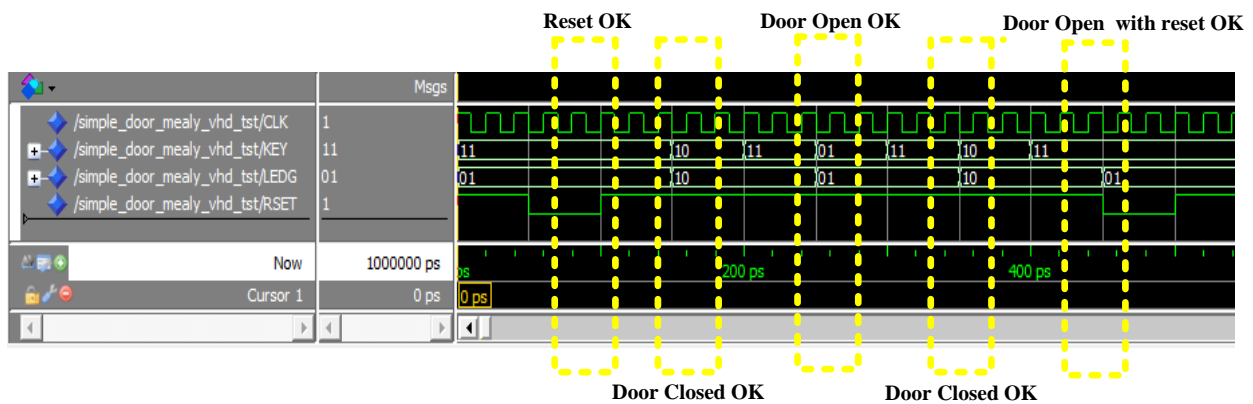 Reset OK
Door Open OK
Door Open with reset OK
Msgs
/simple_door_mealy_vhd_tst/CLK 1
/simple_door_mealy_vhd_tst/KEY 11 11 10 11 01 11 10 11
/simple_door_mealy_vhd_tst/LEDG 01 01 10 01 10 01
/simple_door_mealy_vhd_tst/RSET 1
Now 1000000 ps ps 200 ps 400 ps
Cursor 1 0 ps 0 ps
Door Closed OK
Door Closed OK